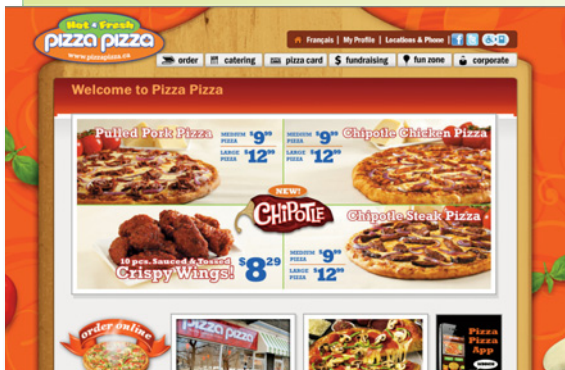 Hot & Fresh
pizza pizza
www.pizzapizza.ca
Français | My Profile | Locations & Phone |
order
catering
pizza card
$ fundraising
fun zone
corporate
Welcome to Pizza Pizza
Pulled Pork Pizza
MEDIUM PIZZA $9 99
LARGE PIZZA $12 99
MEDIUM PIZZA $9 99
LARGE PIZZA $12 99
Chipotle Chicken Pizza
NEW!
CHIPOTLE
10 pcs. Sauced & Tossed
Crispy Wings!
$8 29
Chipotle Steak Pizza
MEDIUM PIZZA $9 99
LARGE PIZZA $12 99
order online
pizza pizza
Pizza
Pizza
App